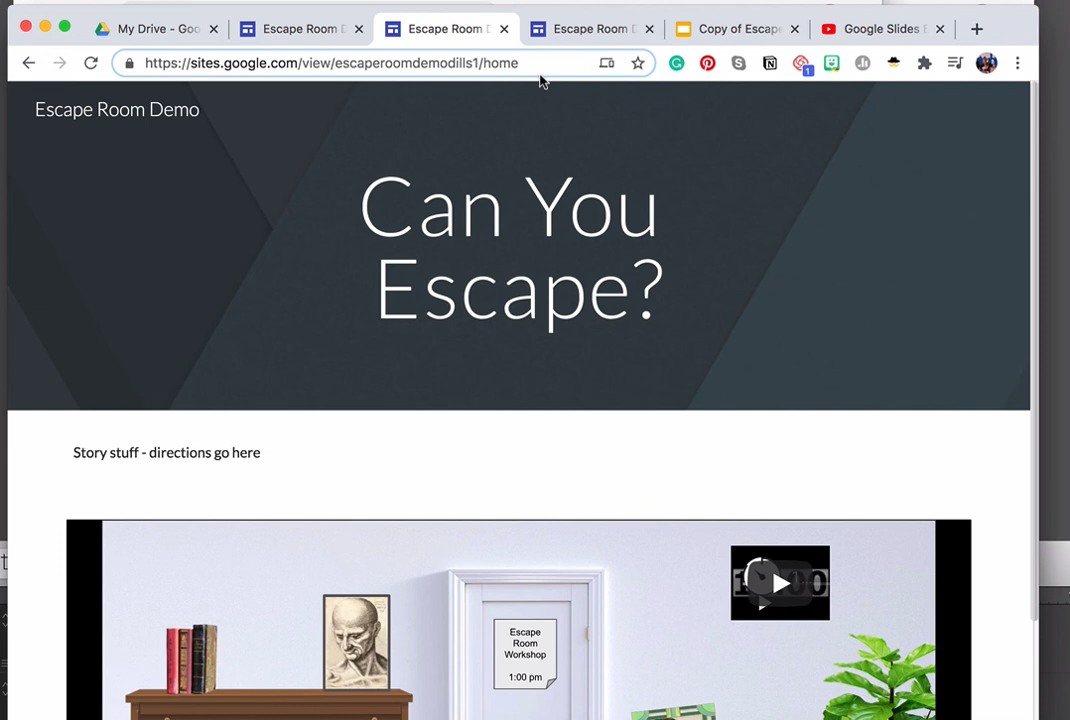 My Drive - Goo
Escape Room D
Escape Room D
Escape Room D
Copy of Escape
Google Slides E
https://sites.google.com/view/escaperoomdemodills1/home
1
Escape Room Demo
Can You
Escape?
Story stuff - directions go here
Escape
Room
Workshop
1:00 pm